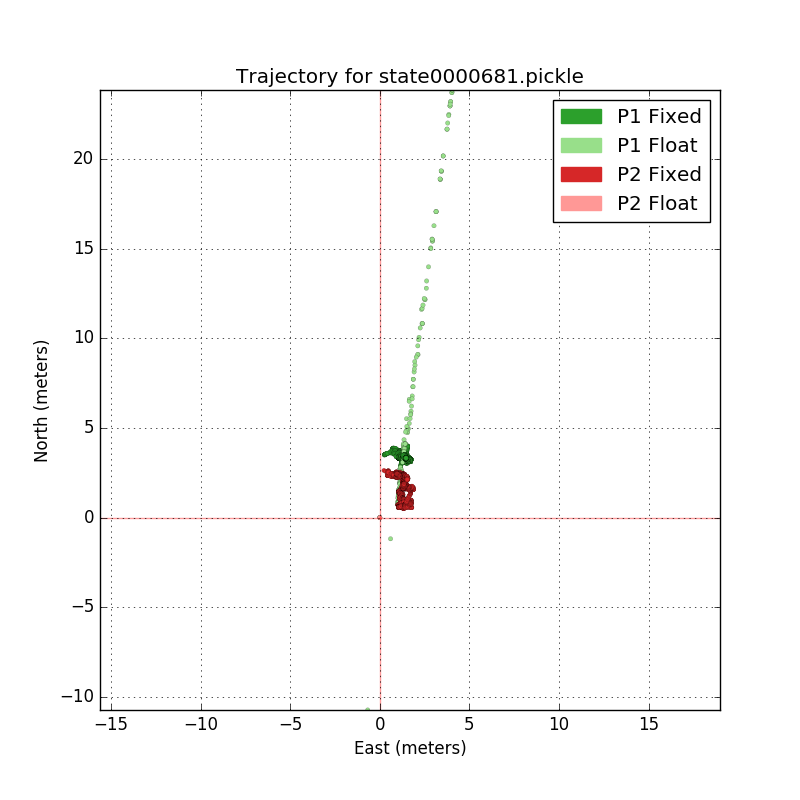 Trajectory for state0000681.pickle
P1 Fixed
P1 Float
P2 Fixed
P2 Float
20
15
10
5
0
−5
−10
North (meters)
−15 −10 −5 0 5 10 15
East (meters)